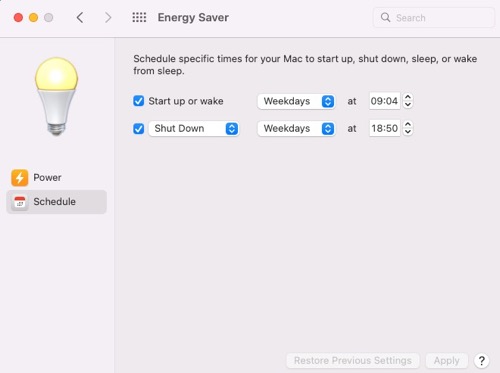 Energy Saver
Search
Schedule specific times for your Mac to start up, shut down, sleep, or wake
from sleep.
Start up or wake Weekdays at 09:04
Shut Down Weekdays at 18:50
Power
Schedule
Restore Previous Settings Apply ?